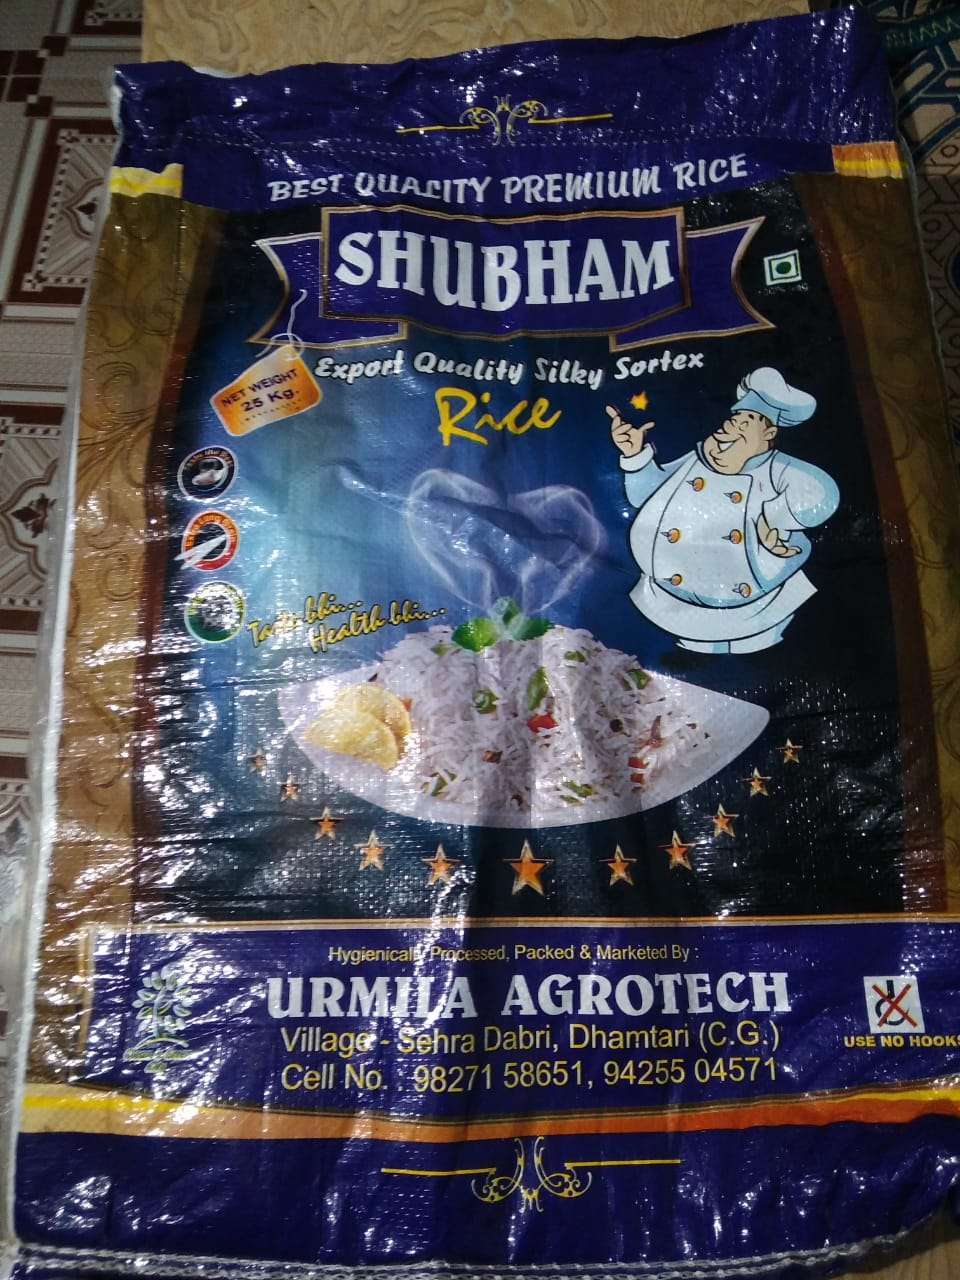 BEST QUALITY PREMIUM RICE
SHUBHAM
Export Quality Silky Sortex
Rice
NET WEIGHT
25 Kg.
Taste bhi...
Health bhi...
Hygienically Processed, Packed & Marketed By :
URMILA AGROTECH
Village - Sehra Dabri, Dhamtari (C.G.)
Cell No. : 98271 58651, 94255 04571
USE NO HOOKS